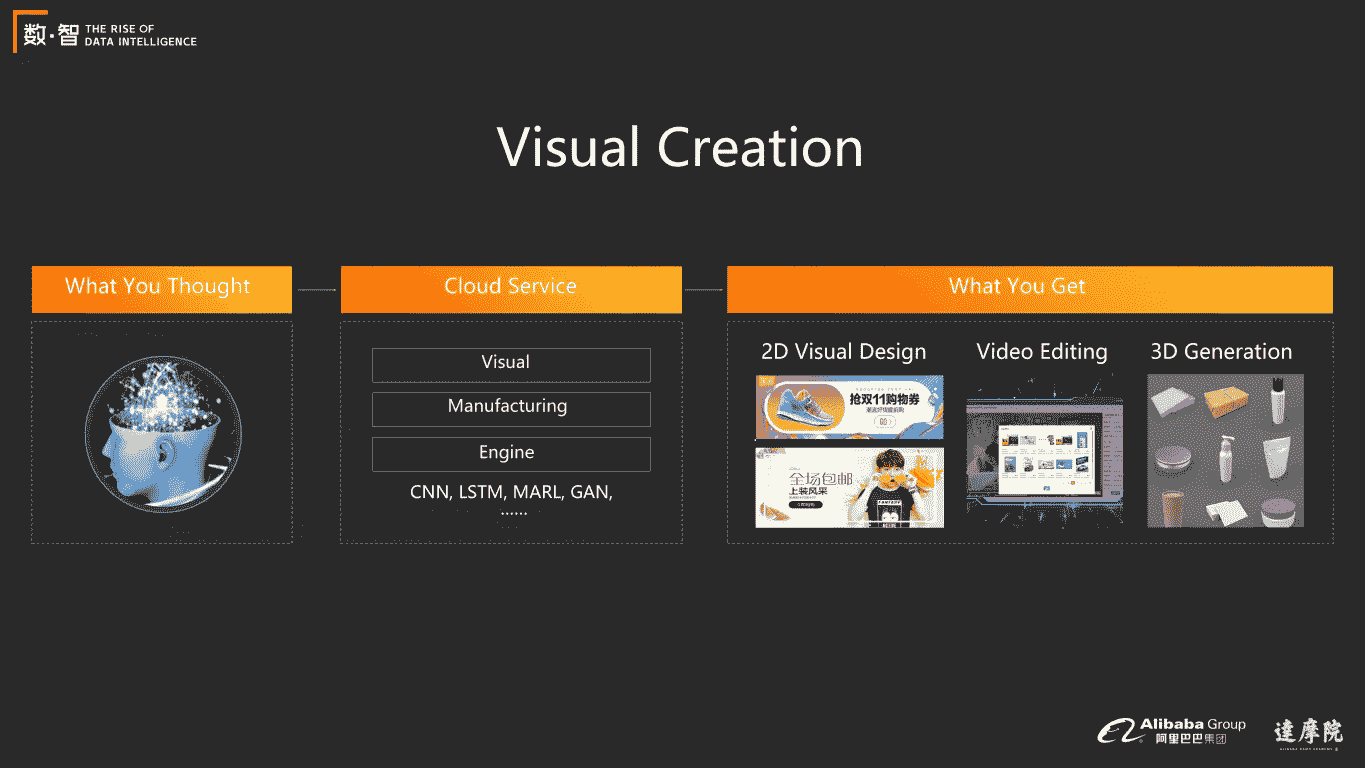 数·智 THE RISE OF
DATA INTELLIGENCE
Visual Creation
What You Thought
Cloud Service
What You Get
Visual
Manufacturing
Engine
CNN, LSTM, MARL, GAN,
......
2D Visual Design
Video Editing
3D Generation
抢双11购物券
GO
全场包邮
上装风采
Alibaba Group
阿里巴巴集团
達摩院